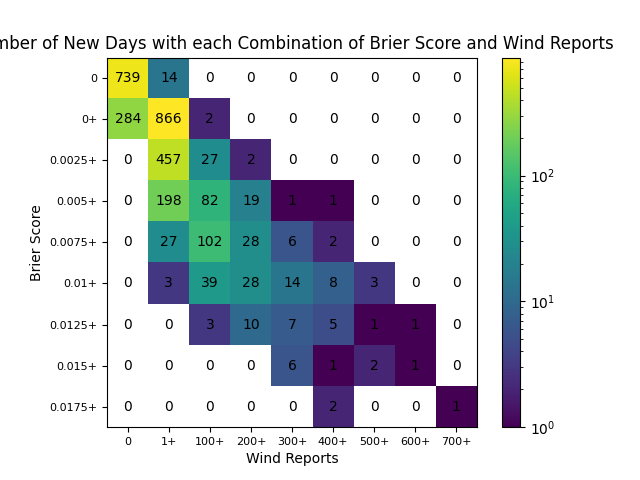 mber of New Days with each Combination of Brier Score and Wind Reports
0 739 14 0 0 0 0 0 0 0
0+ 284 866 2 0 0 0 0 0 0
0.0025+ 0 457 27 2 0 0 0 0 0
0.005+ 0 198 82 19 1 1 0 0 0
0.0075+ 0 27 102 28 6 2 0 0 0
0.01+ 0 3 39 28 14 8 3 0 0
0.0125+ 0 0 3 10 7 5 1 1 0
0.015+ 0 0 0 0 6 1 2 1 0
0.0175+ 0 0 0 0 0 2 0 0 1
0 1+ 100+ 200+ 300+ 400+ 500+ 600+ 700+
Wind Reports
Brier Score
10²
10¹
10⁰